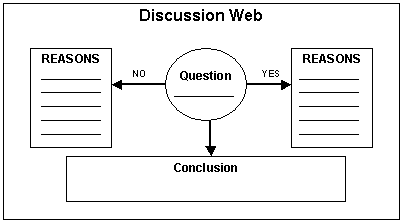 Discussion Web
REASONS
NO
Question
YES
REASONS
Conclusion